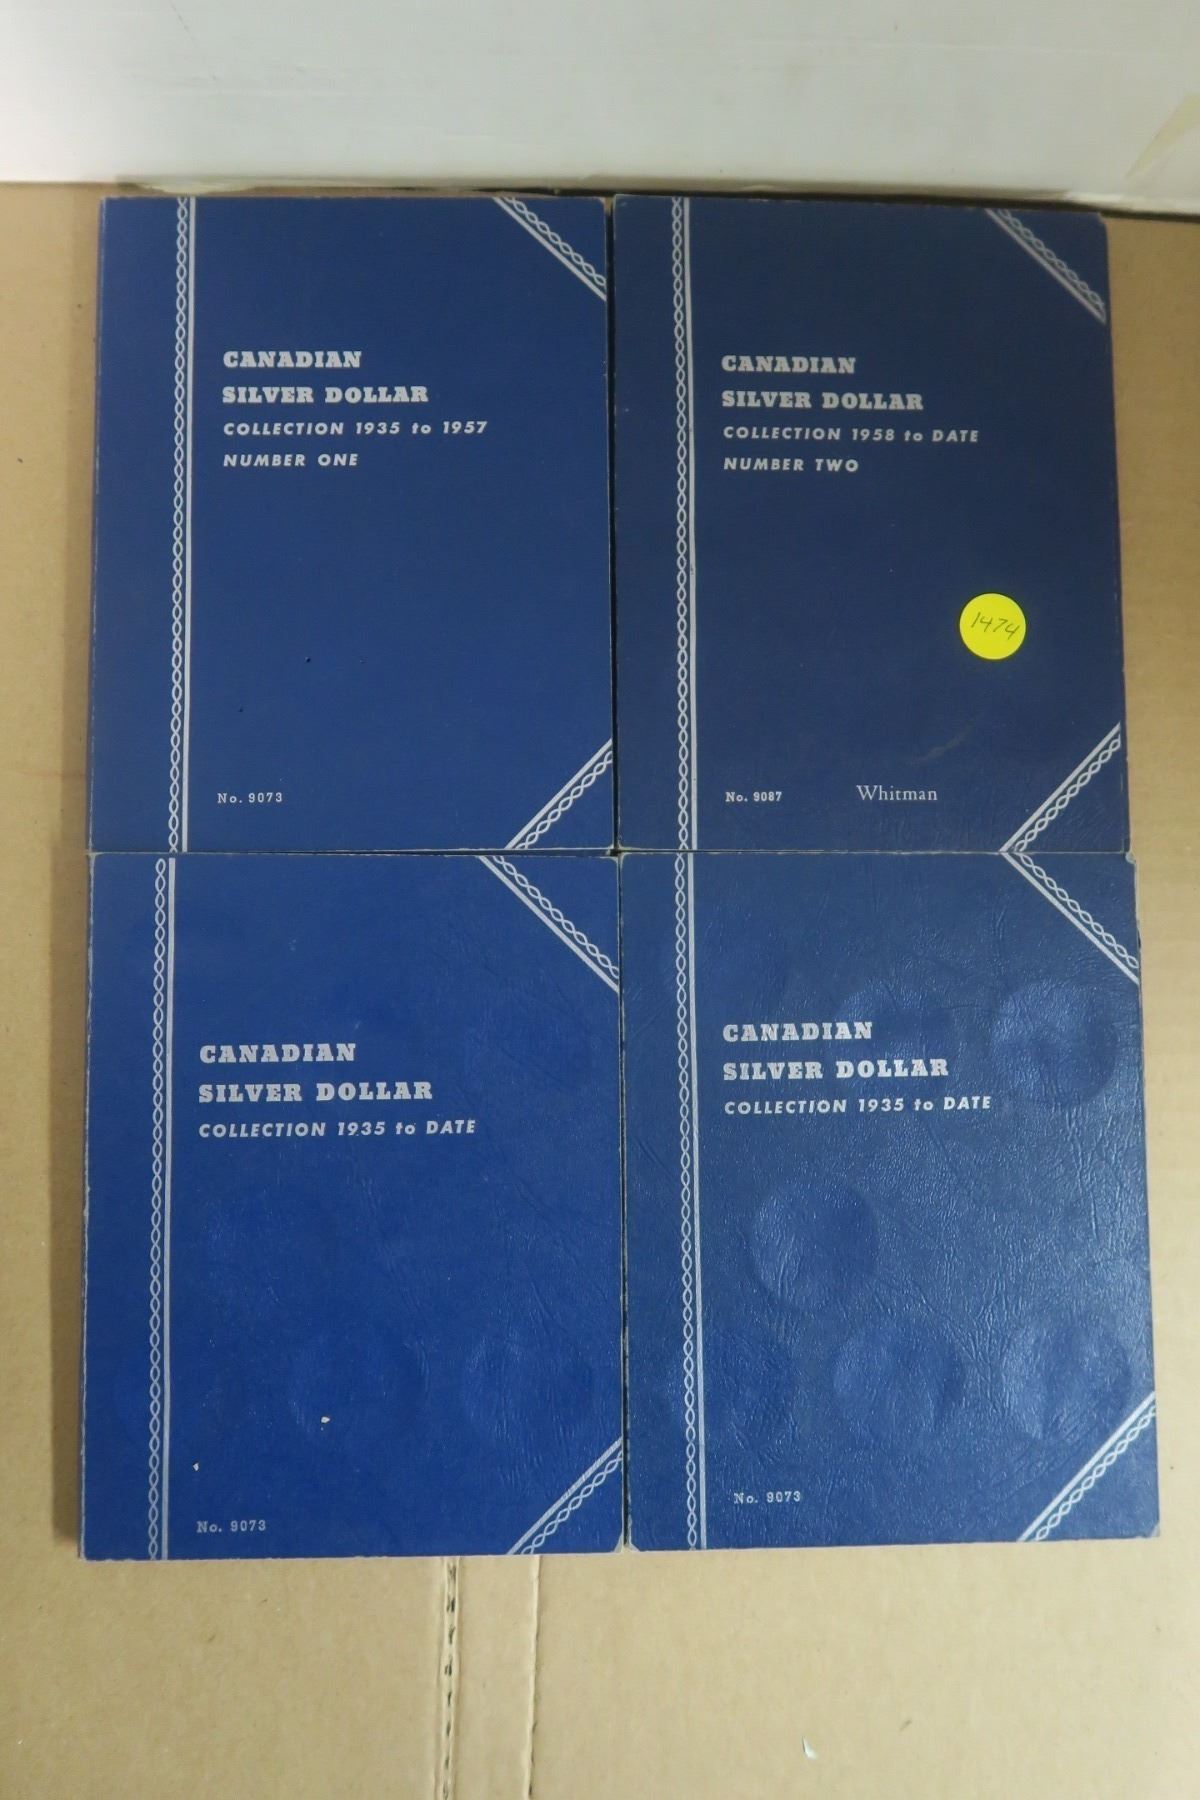 CANADIAN
SILVER DOLLAR
COLLECTION 1935 to 1957
NUMBER ONE
No. 9073
CANADIAN
SILVER DOLLAR
COLLECTION 1958 to DATE
NUMBER TWO
1474
No. 9087 Whitman
CANADIAN
SILVER DOLLAR
COLLECTION 1935 to DATE
No. 9073
CANADIAN
SILVER DOLLAR
COLLECTION 1935 to DATE
No. 9073